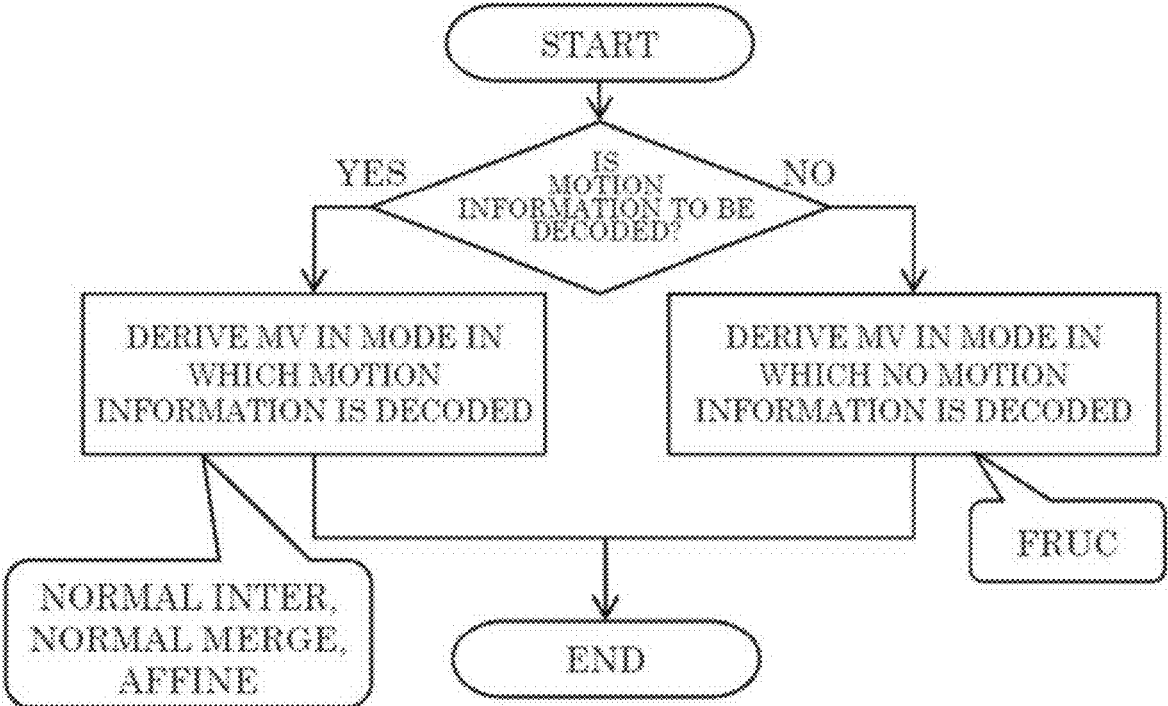 START
YES
NO
IS
MOTION
INFORMATION TO BE
DECODED?
DERIVE MV IN MODE IN
WHICH MOTION
INFORMATION IS DECODED
DERIVE MV IN MODE IN
WHICH NO MOTION
INFORMATION IS DECODED
NORMAL INTER,
NORMAL MERGE,
AFFINE
FRUC
END